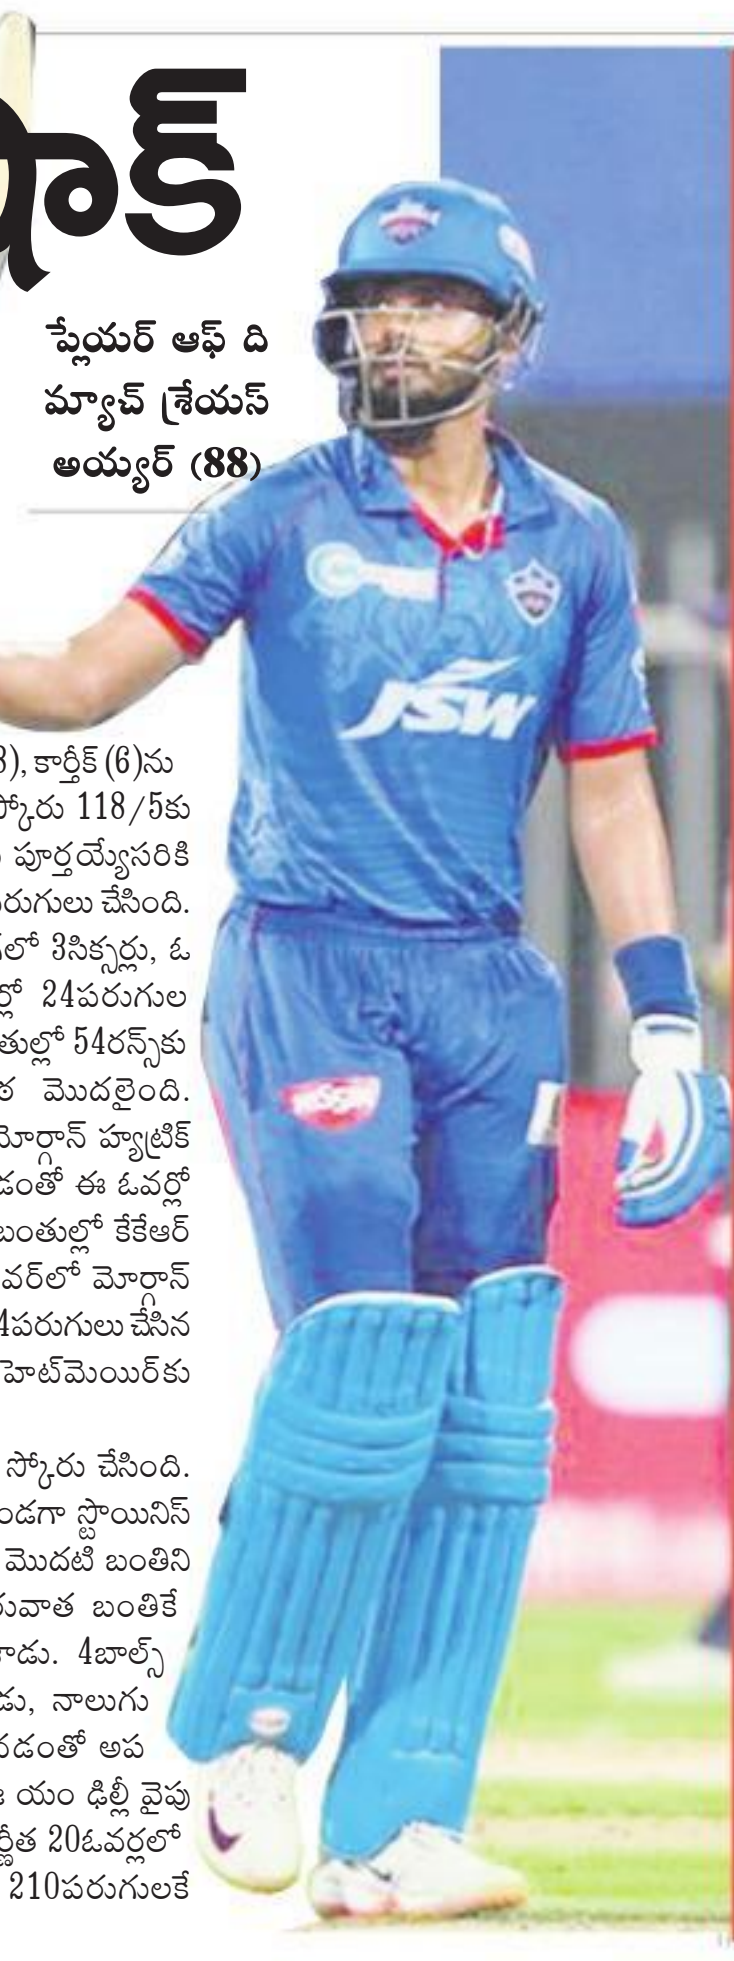 షాక్
ప్లేయర్ ఆఫ్ ది
మ్యాచ్ శ్రేయస్
అయ్యర్ (88)
JSW
3), కార్తీక్ (6)ను
స్కోరు 118/5కు
పూర్తయ్యేసరికి
పరుగులు చేసింది.
లో 3సిక్సర్లు, ఓ
ర్లో 24పరుగుల
తుల్లో 54రన్స్‌కు
ఠ మొదలైంది.
మోర్గాన్ హ్యట్రిక్
డంతో ఈ ఓవర్లో
బంతుల్లో కేకేఆర్
వర్‌లో మోర్గాన్
4పరుగులు చేసిన
హెట్‌మెయిర్‌కు
స్కోరు చేసింది.
ండగా స్టొయినిస్
మొదటి బంతిని
రువాత బంతికే
డు. 4బాల్స్
డు, నాలుగు
డంతో అప
యం ఢిల్లీ వైపు
ర్ణీత 20ఓవర్లలో
210పరుగులకే